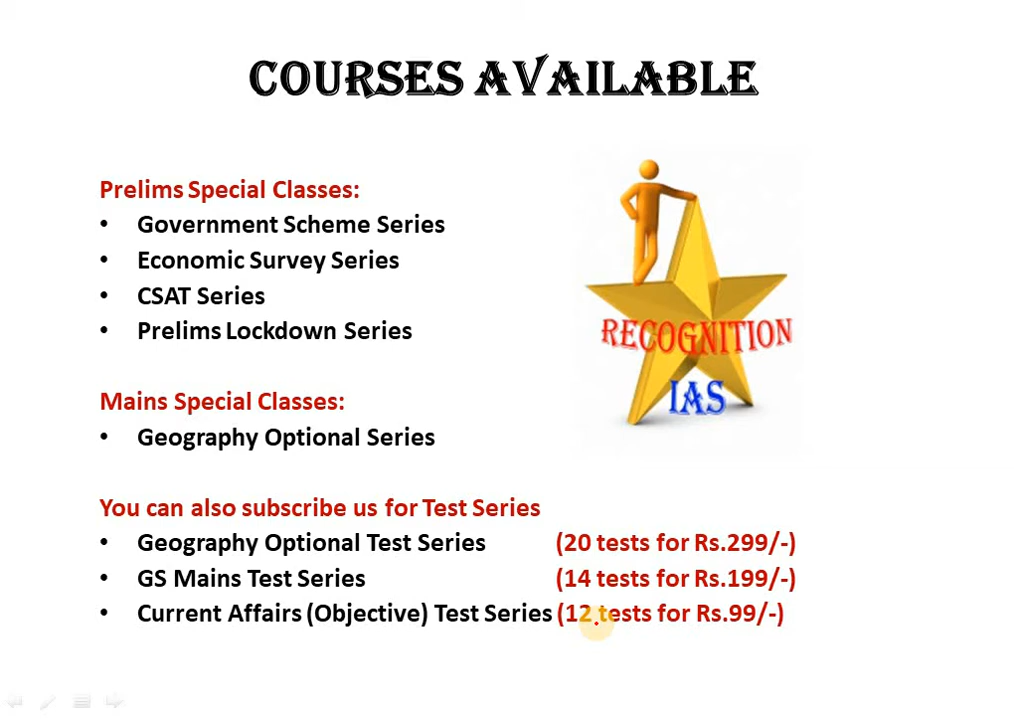 COURSES AVAILABLE
Prelims Special Classes:
• Government Scheme Series
• Economic Survey Series
• CSAT Series
• Prelims Lockdown Series
RECOGNITION
IAS
Mains Special Classes:
• Geography Optional Series
You can also subscribe us for Test Series
• Geography Optional Test Series (20 tests for Rs.299/-)
• GS Mains Test Series (14 tests for Rs.199/-)
• Current Affairs (Objective) Test Series (12 tests for Rs.99/-)